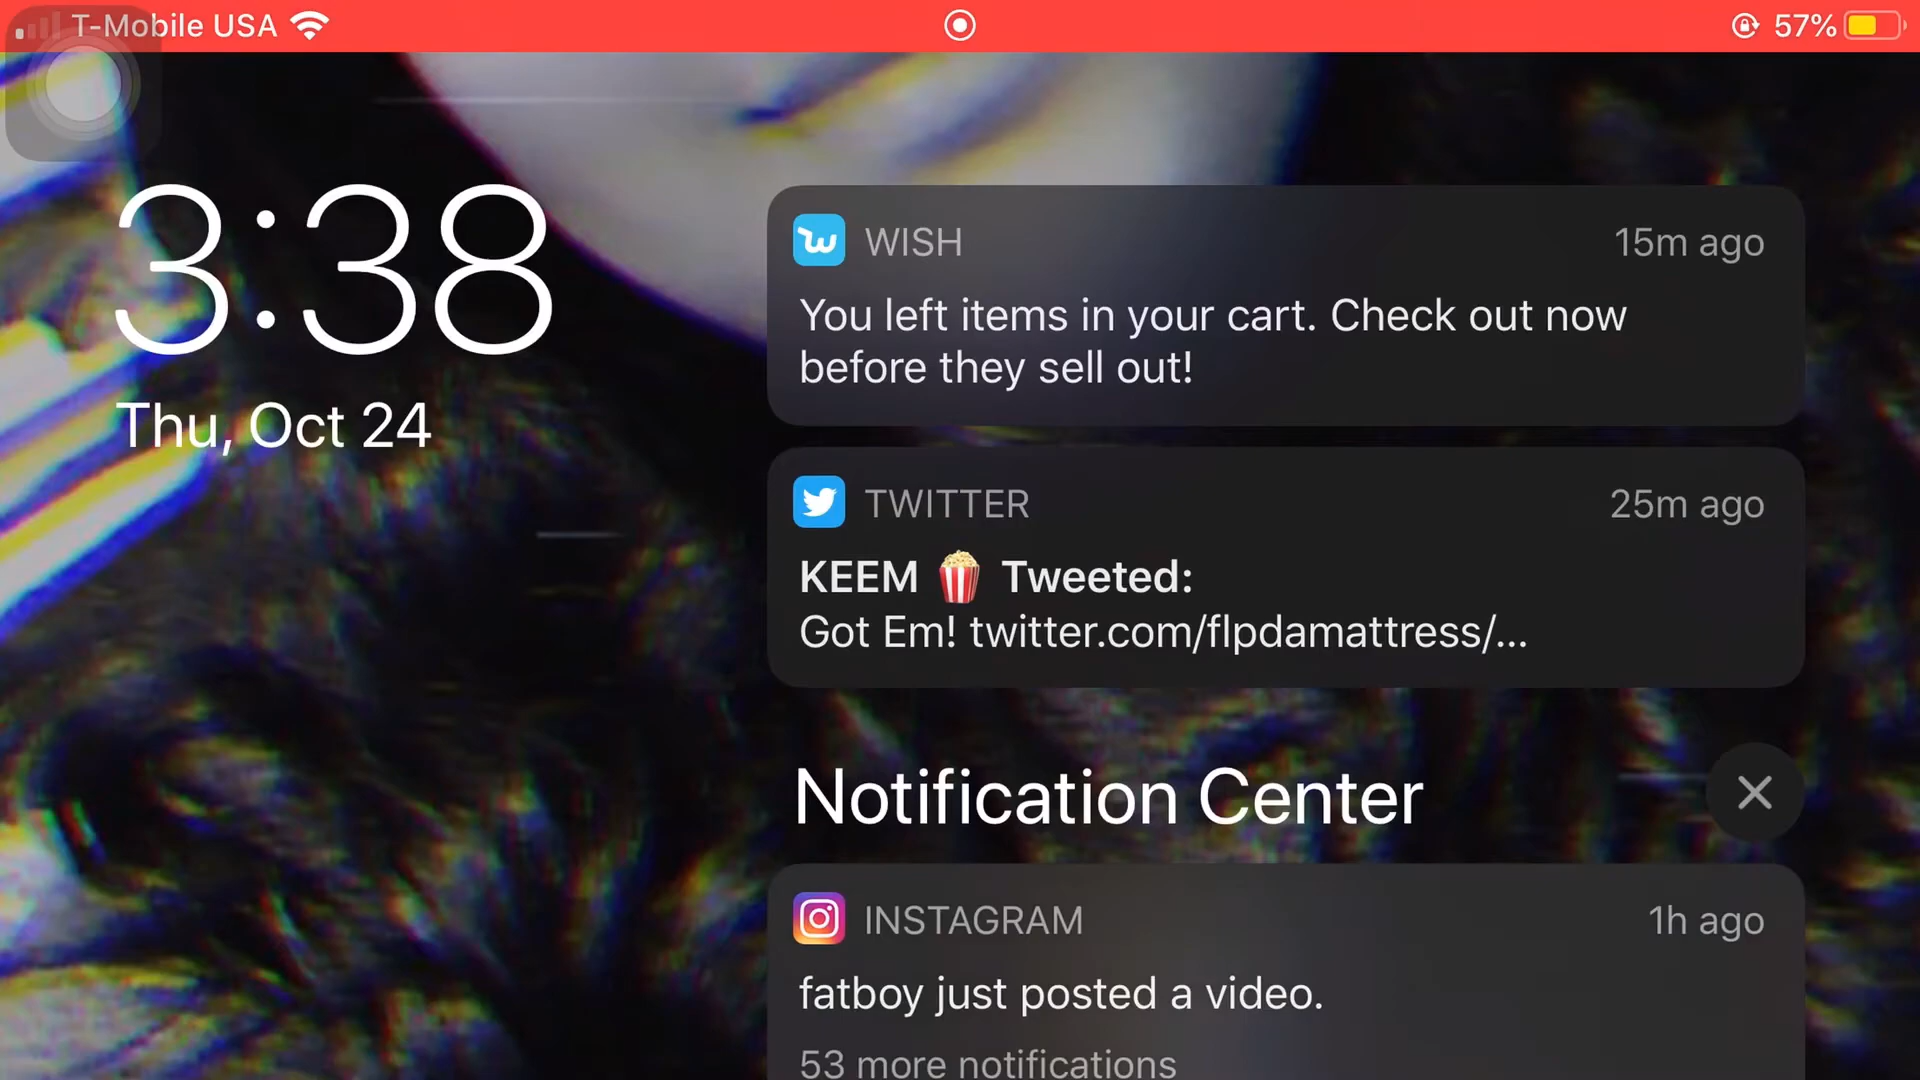 T-Mobile USA
57%
3:38
Thu, Oct 24
WISH
15m ago
You left items in your cart. Check out now
before they sell out!
TWITTER
25m ago
KEEM 🍿 Tweeted:
Got Em! twitter.com/flpdamattress/...
Notification Center
INSTAGRAM
1h ago
fatboy just posted a video.
53 more notifications